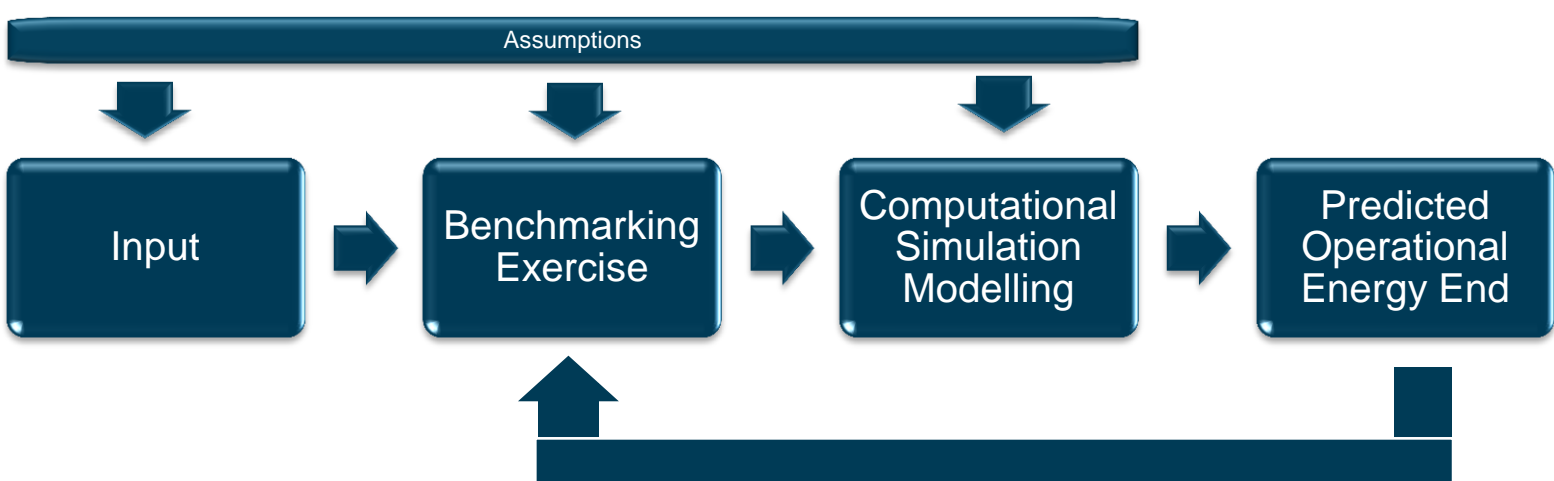 Assumptions
Input
Benchmarking
Exercise
Computational
Simulation
Modelling
Predicted
Operational
Energy End